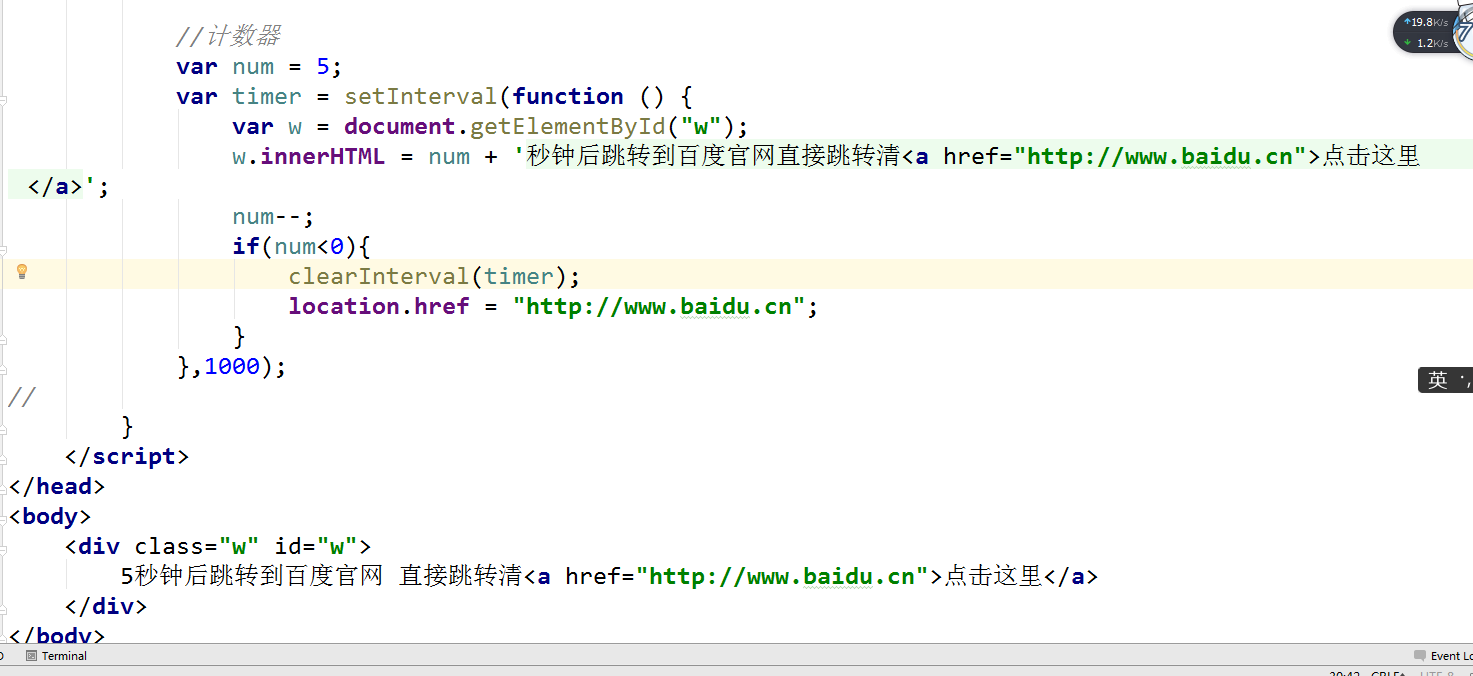 //计数器
var num = 5;
var timer = setInterval(function () {
var w = document.getElementById("w");
w.innerHTML = num + '秒钟后跳转到百度官网直接跳转清<a href="http://www.baidu.cn">点击这里
</a>';
num--;
if(num<0){
clearInterval(timer);
location.href = "http://www.baidu.cn";
}
},1000);
//
}
</script>
</head>
<body>
<div class="w" id="w">
5秒钟后跳转到百度官网 直接跳转清<a href="http://www.baidu.cn">点击这里</a>
</div>
</body>
↑19.8K/s
↓ 1.2K/s
英
Terminal
Event